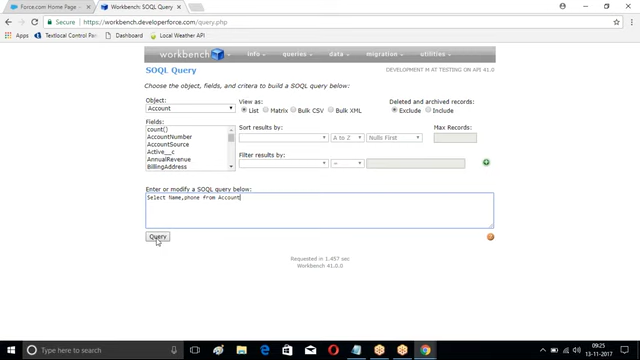 Force.com Home Page
Workbench: SOQL Query
https://workbench.developerforce.com/query.php
Apps
Textlocal Control Pan
Dashboard
Local Weather API
workbench
info
queries
data
migration
utilities
SOQL Query
DEVELOPMENT M AT TESTING ON API 41.0
Choose the object, fields, and critera to build a SOQL query below:
Object:
View as:
Deleted and archived records:
Account
List
Matrix
Bulk CSV
Bulk XML
Exclude
Include
Fields:
Sort results by:
Max Records:
count()
AccountNumber
AccountSource
Active__c
AnnualRevenue
BillingAddress
A to Z
Nulls First
Filter results by:
=
Enter or modify a SOQL query below:
Select Name,phone from Account
Query
Requested in 1.457 sec
Workbench 41.0.0
Type here to search
09:25
13-11-2017